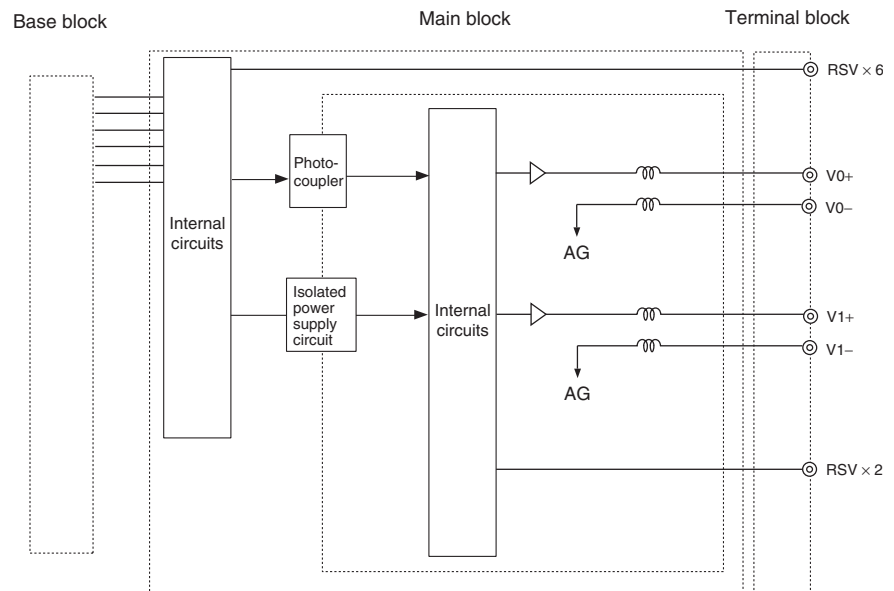 Base block
Main block
Terminal block
RSV × 6
Photo-
coupler
V0+
V0−
Internal
circuits
AG
Isolated
power
supply
circuit
Internal
circuits
V1+
V1−
AG
RSV × 2